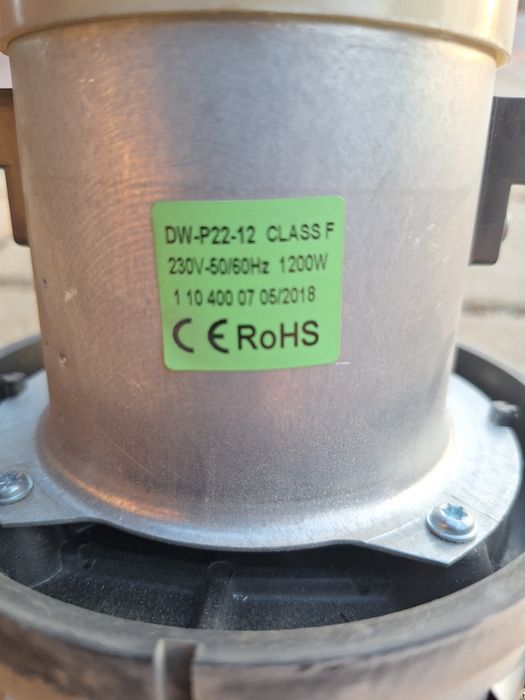 DW-P22-12 CLASS F
230V-50/60Hz 1200W
1 10 400 07 05/2018
CE RoHS